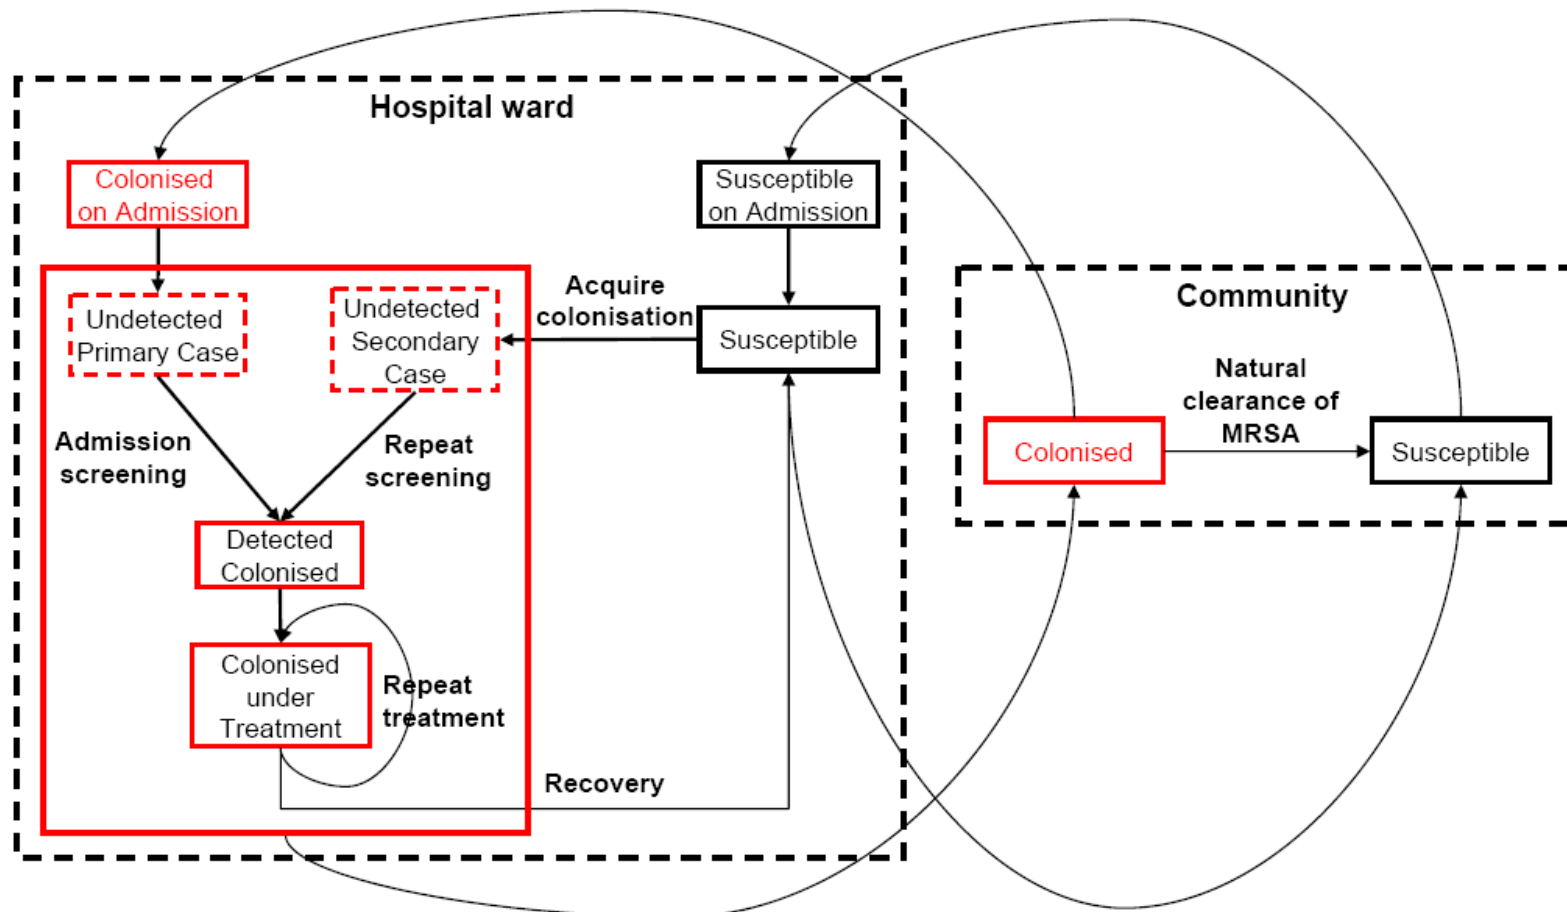 Hospital ward
Colonised
on Admission
Susceptible
on Admission
Undetected
Primary Case
Undetected
Secondary
Case
Acquire
colonisation
Susceptible
Community
Natural
clearance of
MRSA
Colonised
Susceptible
Admission
screening
Repeat
screening
Detected
Colonised
Colonised
under
Treatment
Repeat
treatment
Recovery